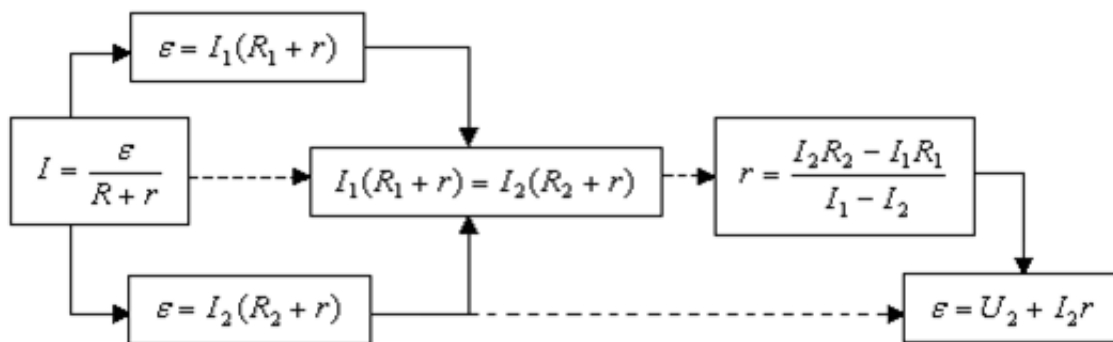 ε = I₁(R₁ + r)
I = ε / (R + r)
I₁(R₁ + r) = I₂(R₂ + r)
r = (I₂R₂ − I₁R₁) / (I₁ − I₂)
ε = I₂(R₂ + r)
ε = U₂ + I₂r